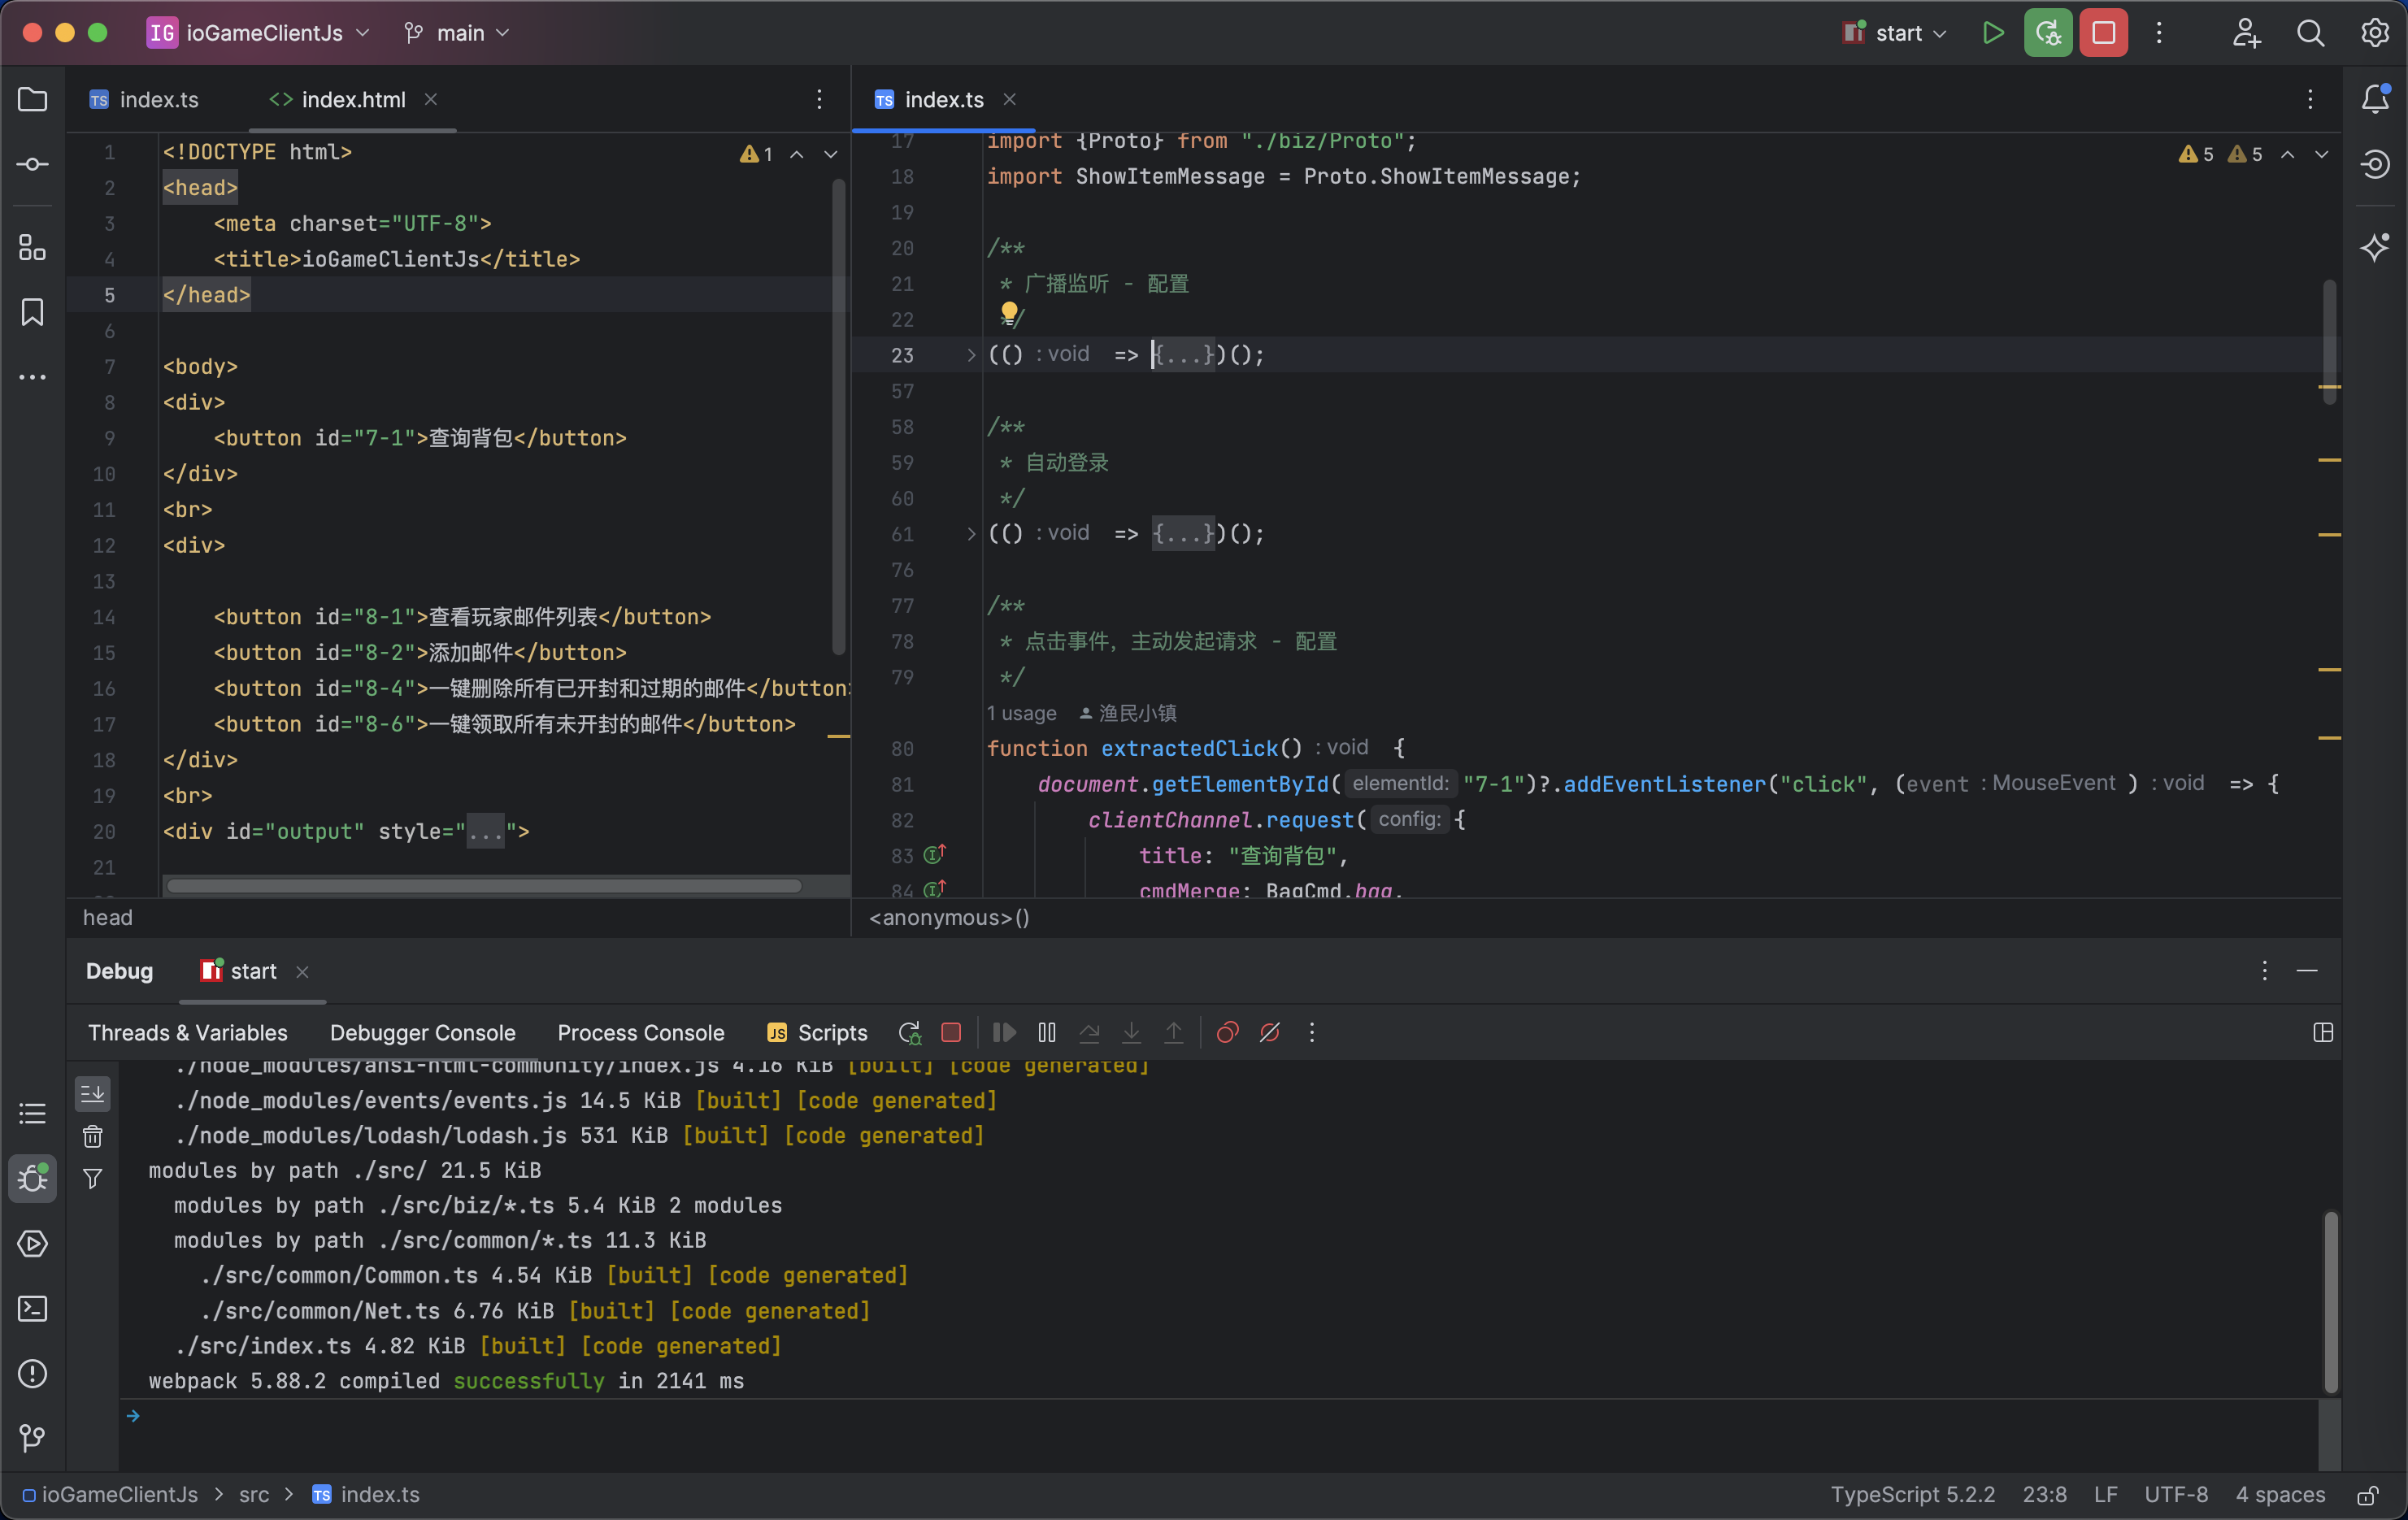 IG ioGameClientJs main start
index.ts index.html
1 <!DOCTYPE html>
1
2 <head>
3 <meta charset="UTF-8">
4 <title>ioGameClientJs</title>
5 </head>
6
7 <body>
8 <div>
9 <button id="7-1">查询背包</button>
10 </div>
11 <br>
12 <div>
13
14 <button id="8-1">查看玩家邮件列表</button>
15 <button id="8-2">添加邮件</button>
16 <button id="8-4">一键删除所有已开封和过期的邮件</button>
17 <button id="8-6">一键领取所有未开封的邮件</button>
18 </div>
19 <br>
20 <div id="output" style="...">
21
head
TS index.ts
17 import {Proto} from "./biz/Proto";
5 5
18 import ShowItemMessage = Proto.ShowItemMessage;
19
20 /**
21 * 广播监听 - 配置
22 */
23 (() : void => {...})();
57
58 /**
59 * 自动登录
60 */
61 (() : void => {...})();
76
77 /**
78 * 点击事件, 主动发起请求 - 配置
79 */
1 usage 渔民小镇
80 function extractedClick() : void {
81 document.getElementById( elementId: "7-1")?.addEventListener("click", (event : MouseEvent ) : void => {
82 clientChannel.request( config: {
83 title: "查询背包",
84 cmdMerge: BagCmd.bag,
<anonymous>()
Debug start
Threads & Variables Debugger Console Process Console JS Scripts
./node_modules/ansi-html-community/index.js 4.16 KiB [built] [code generated]
./node_modules/events/events.js 14.5 KiB [built] [code generated]
./node_modules/lodash/lodash.js 531 KiB [built] [code generated]
modules by path ./src/ 21.5 KiB
modules by path ./src/biz/*.ts 5.4 KiB 2 modules
modules by path ./src/common/*.ts 11.3 KiB
./src/common/Common.ts 4.54 KiB [built] [code generated]
./src/common/Net.ts 6.76 KiB [built] [code generated]
./src/index.ts 4.82 KiB [built] [code generated]
webpack 5.88.2 compiled successfully in 2141 ms
ioGameClientJs > src > TS index.ts
TypeScript 5.2.2 23:8 LF UTF-8 4 spaces